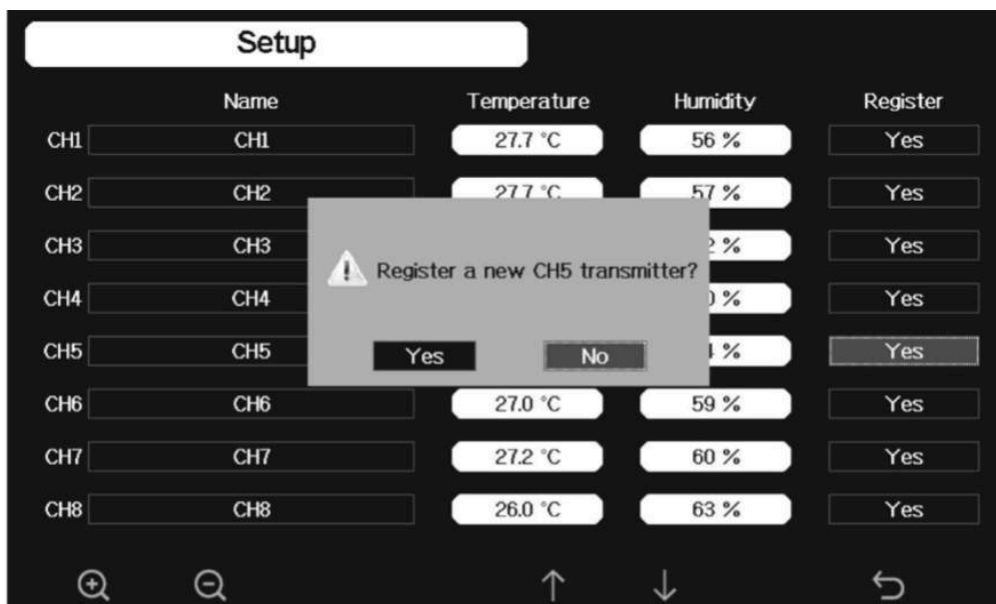 Setup
Name Temperature Humidity Register
CH1 CH1 27.7 °C 56 % Yes
CH2 CH2 27.7 °C 57 % Yes
CH3 CH3 % Yes
Register a new CH5 transmitter?
CH4 CH4 % Yes
CH5 CH5 % Yes
Yes No
CH6 CH6 27.0 °C 59 % Yes
CH7 CH7 27.2 °C 60 % Yes
CH8 CH8 26.0 °C 63 % Yes